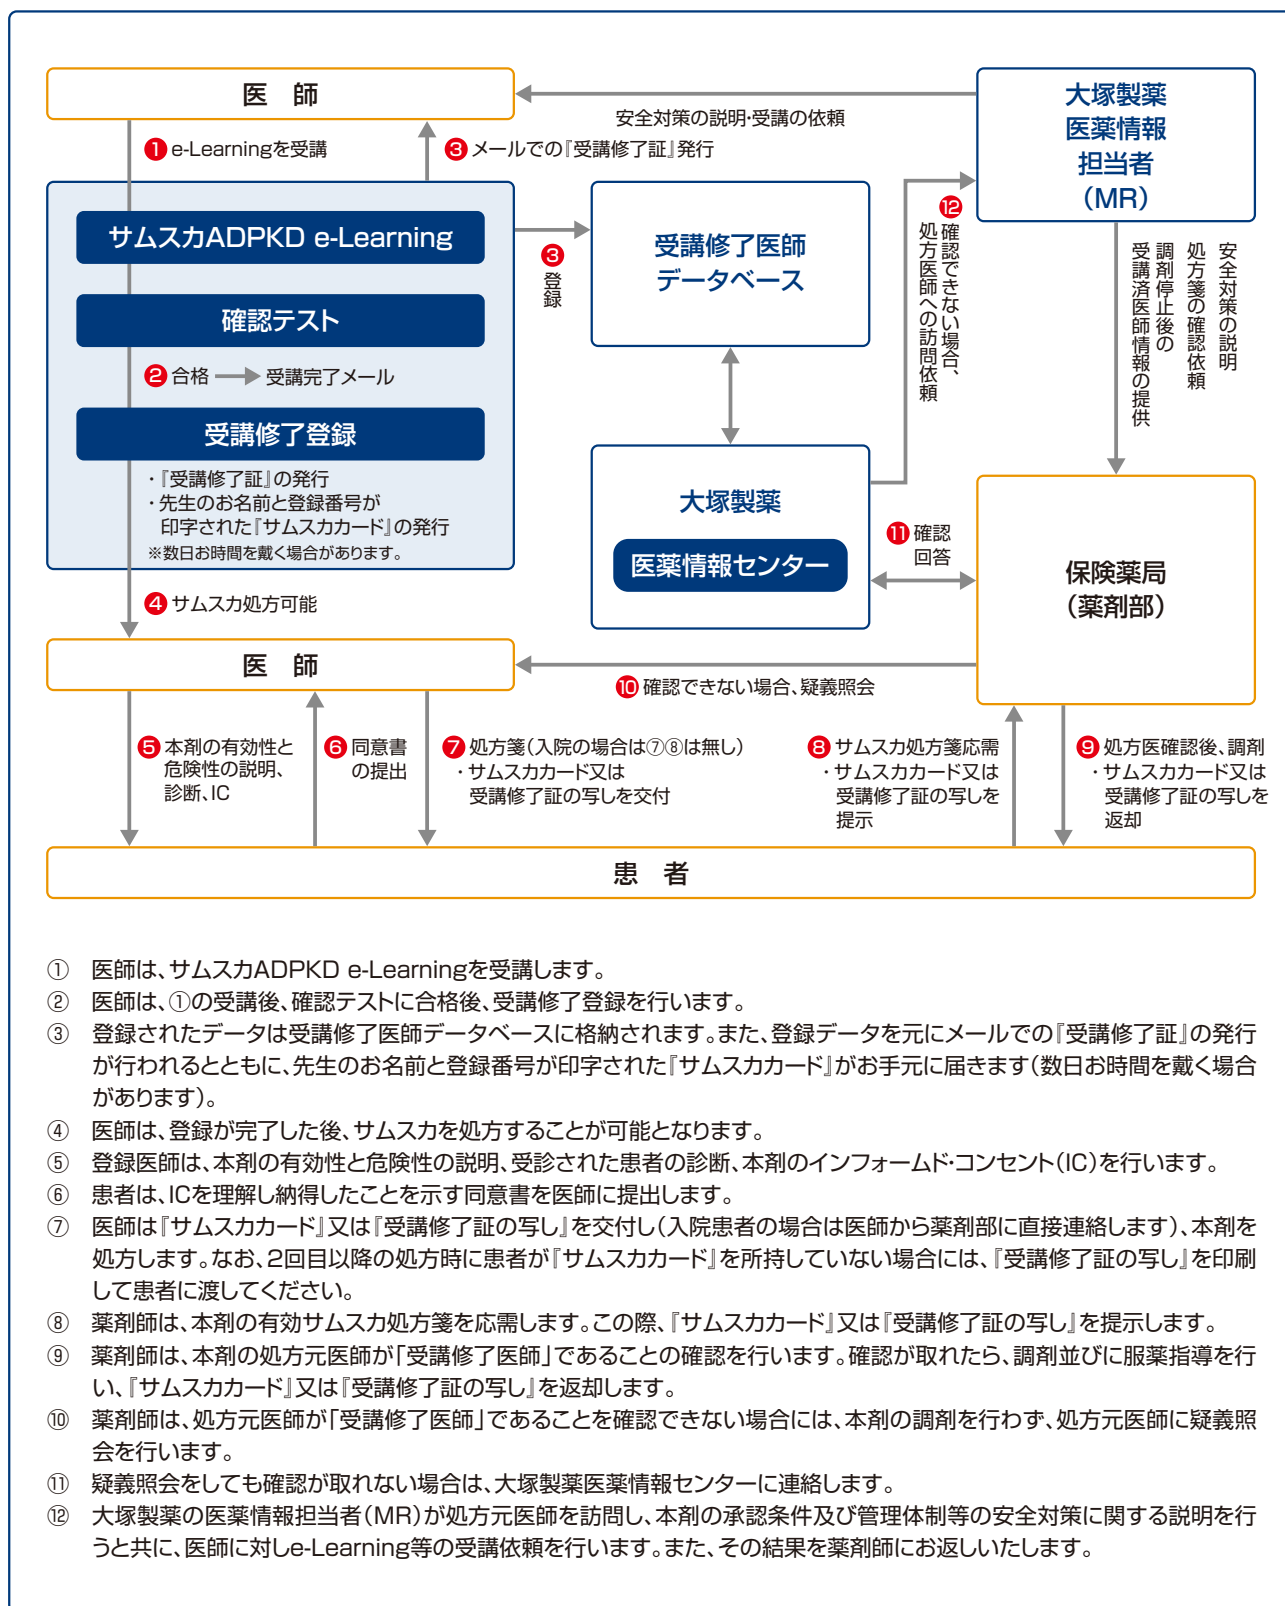 医 師
大塚製薬
医薬情報
担当者
（MR）
安全対策の説明・受講の依頼
❶ e-Learningを受講
❸ メールでの『受講修了証』発行
サムスカADPKD e-Learning
確認テスト
❷ 合格 → 受講完了メール
受講修了登録
・『受講修了証』の発行
・先生のお名前と登録番号が
印字された『サムスカカード』の発行
※数日お時間を戴く場合があります。
❸ 登録
受講修了医師
データベース
⓬ 確認できない場合、
処方医師への訪問依頼
安全対策の説明
処方箋の確認依頼
調剤停止後の
受講済医師情報の提供
大塚製薬
医薬情報センター
⓫ 確認
回答
保険薬局
（薬剤部）
❹ サムスカ処方可能
医 師
❿ 確認できない場合、疑義照会
❺ 本剤の有効性と
危険性の説明、
診断、IC
❻ 同意書
の提出
❼ 処方箋（入院の場合は⑦⑧は無し）
・サムスカカード又は
受講修了証の写しを交付
❽ サムスカ処方箋応需
・サムスカカード又は
受講修了証の写しを
提示
❾ 処方医確認後、調剤
・サムスカカード又は
受講修了証の写しを
返却
患 者
① 医師は、サムスカADPKD e-Learningを受講します。
② 医師は、①の受講後、確認テストに合格後、受講修了登録を行います。
③ 登録されたデータは受講修了医師データベースに格納されます。また、登録データを元にメールでの『受講修了証』の発行
が行われるとともに、先生のお名前と登録番号が印字された『サムスカカード』がお手元に届きます（数日お時間を戴く場合
があります）。
④ 医師は、登録が完了した後、サムスカを処方することが可能となります。
⑤ 登録医師は、本剤の有効性と危険性の説明、受診された患者の診断、本剤のインフォームド・コンセント（IC）を行います。
⑥ 患者は、ICを理解し納得したことを示す同意書を医師に提出します。
⑦ 医師は『サムスカカード』又は『受講修了証の写し』を交付し（入院患者の場合は医師から薬剤部に直接連絡します）、本剤を
処方します。なお、2回目以降の処方時に患者が『サムスカカード』を所持していない場合には、『受講修了証の写し』を印刷
して患者に渡してください。
⑧ 薬剤師は、本剤の有効サムスカ処方箋を応需します。この際、『サムスカカード』又は『受講修了証の写し』を提示します。
⑨ 薬剤師は、本剤の処方元医師が「受講修了医師」であることの確認を行います。確認が取れたら、調剤並びに服薬指導を行
い、『サムスカカード』又は『受講修了証の写し』を返却します。
⑩ 薬剤師は、処方元医師が「受講修了医師」であることを確認できない場合には、本剤の調剤を行わず、処方元医師に疑義照
会を行います。
⑪ 疑義照会をしても確認が取れない場合は、大塚製薬医薬情報センターに連絡します。
⑫ 大塚製薬の医薬情報担当者（MR）が処方元医師を訪問し、本剤の承認条件及び管理体制等の安全対策に関する説明を行
うと共に、医師に対しe-Learning等の受講依頼を行います。また、その結果を薬剤師にお返しいたします。